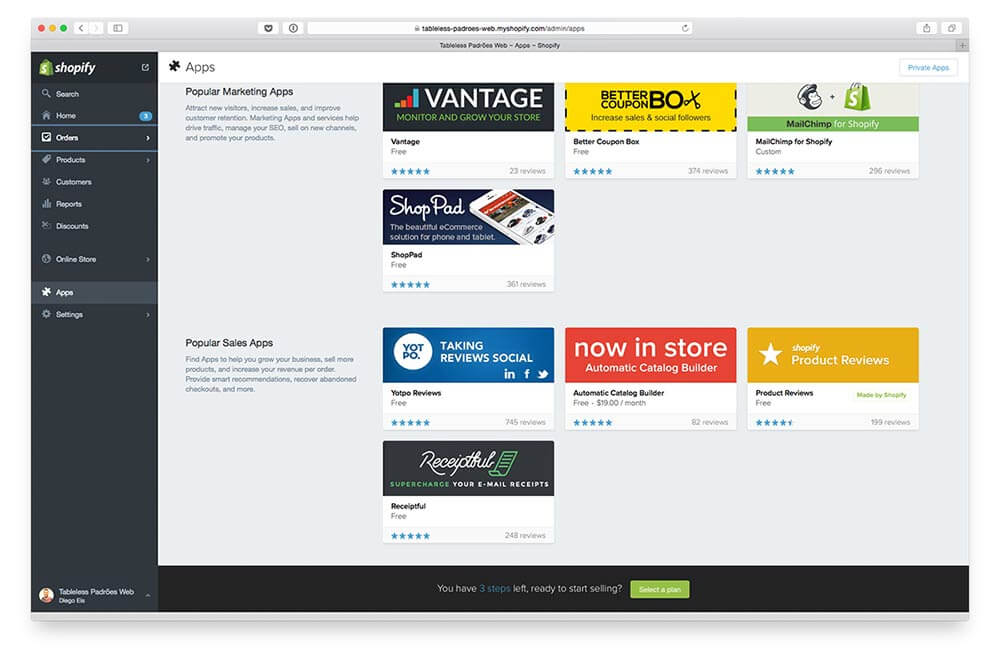 tableless-padroes-web.myshopify.com/admin/apps
Tableless Padrões Web ~ Apps ~ Shopify
shopify
Search
Home 3
Orders
Products
Customers
Reports
Discounts
Online Store
Apps
Settings
Tableless Padrões Web
Diego Eis
Apps
Private Apps
Popular Marketing Apps
Attract new visitors, increase sales, and improve
customer retention. Marketing Apps and services help
drive traffic, manage your SEO, sell on new channels,
and promote your products.
VANTAGE
MONITOR AND GROW YOUR STORE
Vantage
Free
23 reviews
BETTER
COUPON BOX
Increase sales & social followers
Better Coupon Box
Free
374 reviews
+
MailChimp for Shopify
MailChimp for Shopify
Custom
296 reviews
ShopPad
The beautiful eCommerce
solution for phone and tablet.
ShopPad
Free
361 reviews
Popular Sales Apps
Find Apps to help you grow your business, sell more
products, and increase your revenue per order.
Provide smart recommendations, recover abandoned
checkouts, and more.
YOT
PO.
TAKING
REVIEWS SOCIAL
in f
Yotpo Reviews
Free
745 reviews
now in store
Automatic Catalog Builder
Automatic Catalog Builder
Free - $19.00 / month
82 reviews
shopify
Product Reviews
Product Reviews
Free
Made by Shopify
199 reviews
Receiptful
SUPERCHARGE YOUR E-MAIL RECEIPTS
Receiptful
Free
248 reviews
You have 3 steps left, ready to start selling?
Select a plan